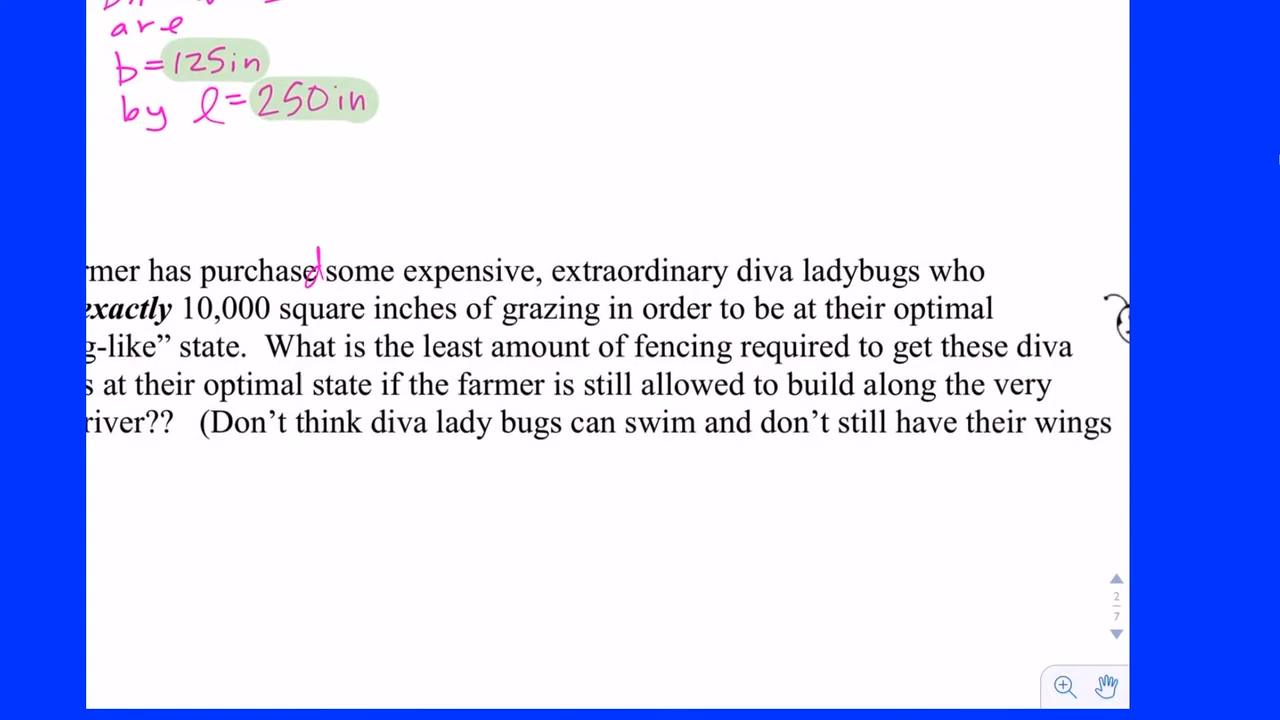 are
b=125in
by l=250in
rmer has purchased some expensive, extraordinary diva ladybugs who
exactly 10,000 square inches of grazing in order to be at their optimal
g-like” state. What is the least amount of fencing required to get these diva
s at their optimal state if the farmer is still allowed to build along the very
river?? (Don’t think diva lady bugs can swim and don’t still have their wings
2
7